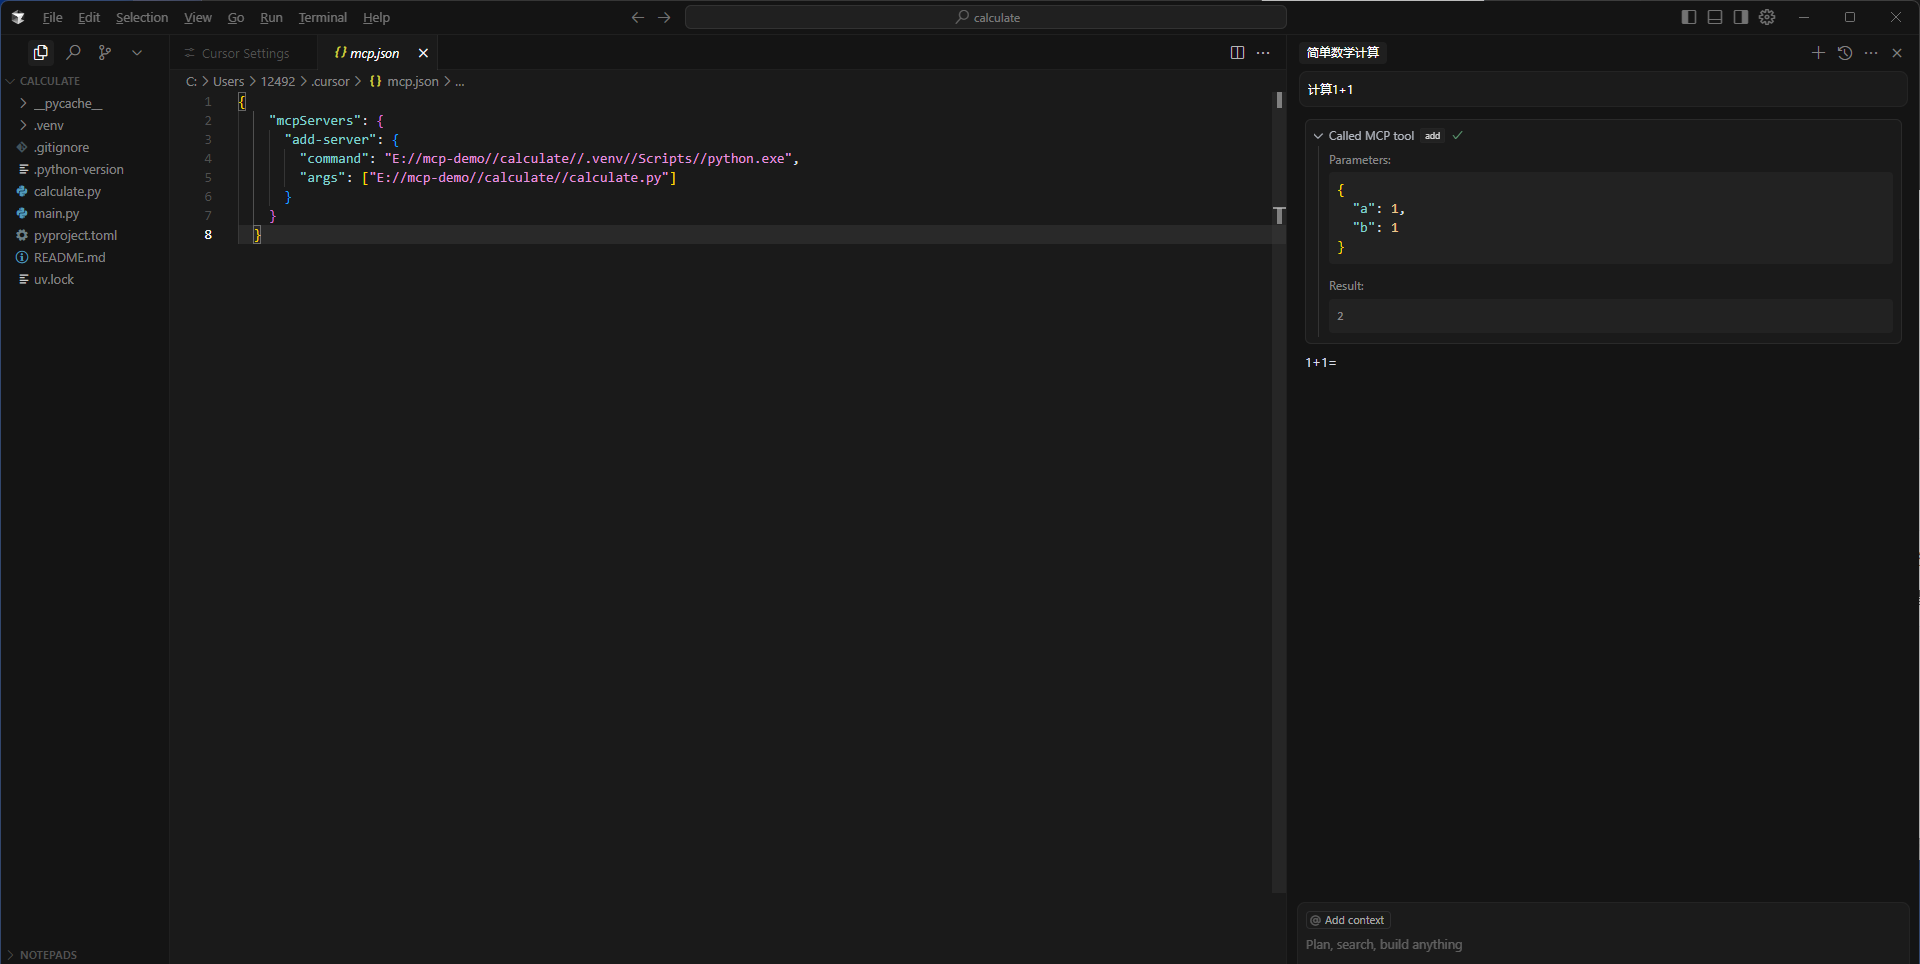 File Edit Selection View Go Run Terminal Help
calculate
Cursor Settings
{} mcp.json
CALCULATE
__pycache__
.venv
.gitignore
.python-version
calculate.py
main.py
pyproject.toml
README.md
uv.lock
NOTEPADS
C: > Users > 12492 > .cursor > {} mcp.json > ...
1 {
2 "mcpServers": {
3 "add-server": {
4 "command": "E://mcp-demo//calculate//.venv//Scripts//python.exe",
5 "args": ["E://mcp-demo//calculate//calculate.py"]
6 }
7 }
8 }
简单数学计算
计算1+1
Called MCP tool add
Parameters:
{
"a": 1,
"b": 1
}
Result:
2
1+1=
@ Add context
Plan, search, build anything